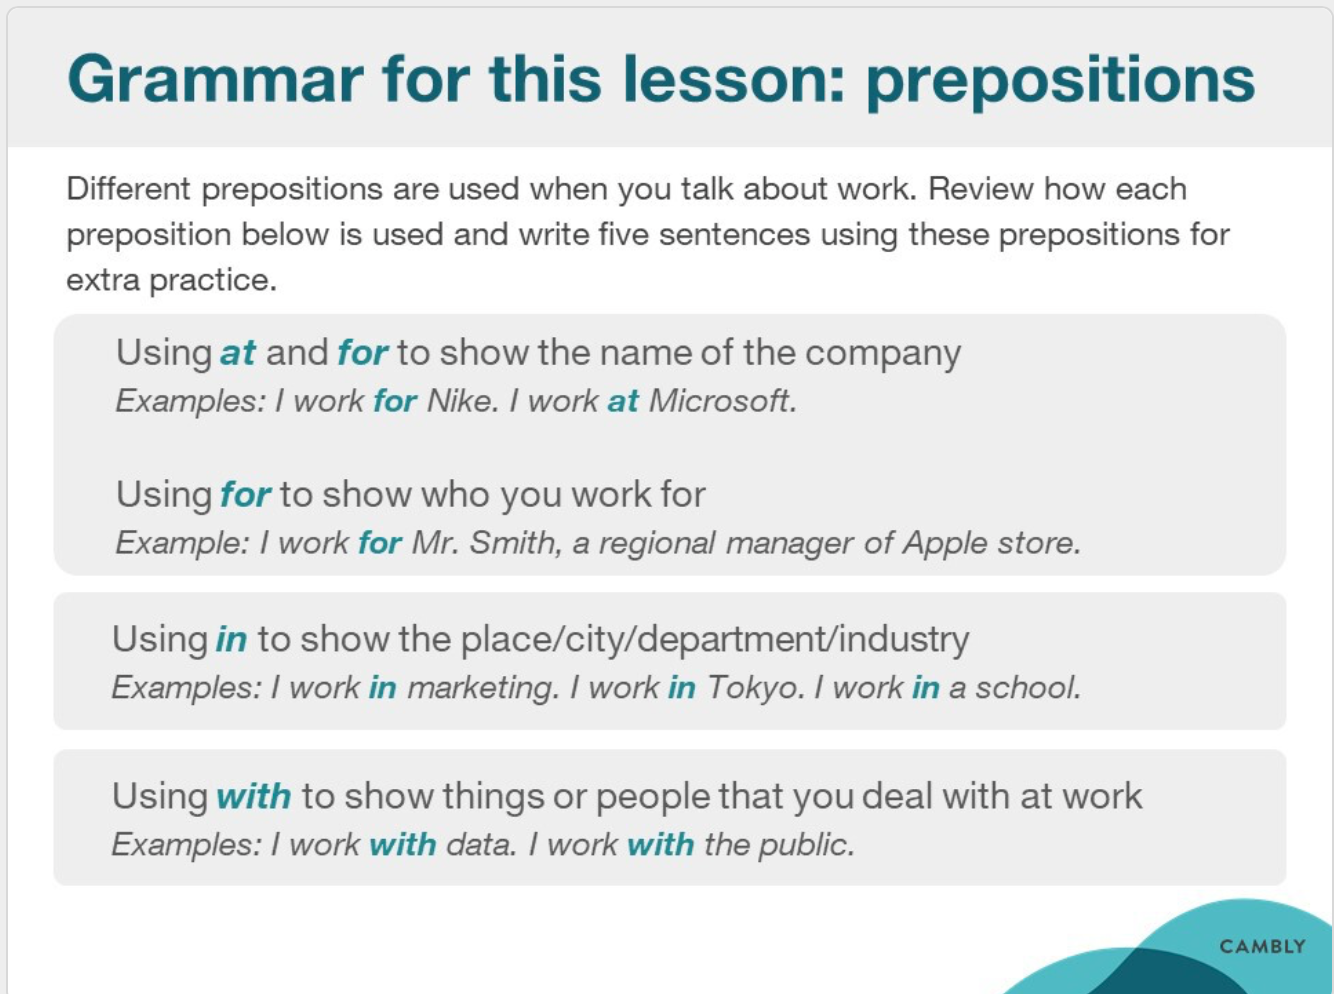 Grammar for this lesson: prepositions
Different prepositions are used when you talk about work. Review how each
preposition below is used and write five sentences using these prepositions for
extra practice.
Using at and for to show the name of the company
Examples: I work for Nike. I work at Microsoft.
Using for to show who you work for
Example: I work for Mr. Smith, a regional manager of Apple store.
Using in to show the place/city/department/industry
Examples: I work in marketing. I work in Tokyo. I work in a school.
Using with to show things or people that you deal with at work
Examples: I work with data. I work with the public.
CAMBLY